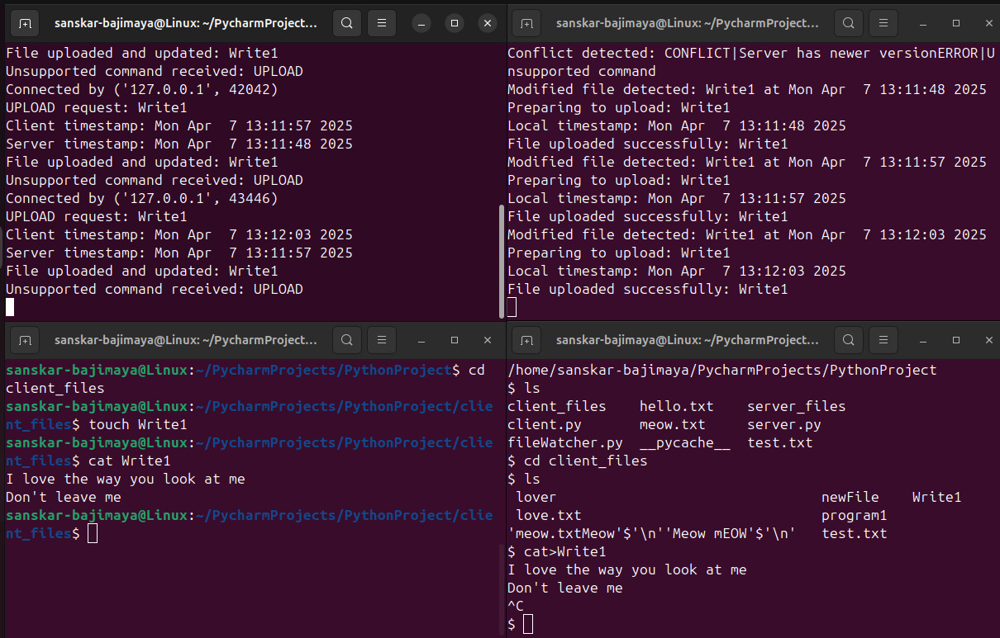 sanskar-bajimaya@Linux: ~/PycharmProject...
File uploaded and updated: Write1
Unsupported command received: UPLOAD
Connected by ('127.0.0.1', 42042)
UPLOAD request: Write1
Client timestamp: Mon Apr  7 13:11:57 2025
Server timestamp: Mon Apr  7 13:11:48 2025
File uploaded and updated: Write1
Unsupported command received: UPLOAD
Connected by ('127.0.0.1', 43446)
UPLOAD request: Write1
Client timestamp: Mon Apr  7 13:12:03 2025
Server timestamp: Mon Apr  7 13:11:57 2025
File uploaded and updated: Write1
Unsupported command received: UPLOAD
sanskar-bajimaya@Linux: ~/PycharmProject...
Conflict detected: CONFLICT|Server has newer versionERROR|U
nsupported command
Modified file detected: Write1 at Mon Apr  7 13:11:48 2025
Preparing to upload: Write1
Local timestamp: Mon Apr  7 13:11:48 2025
File uploaded successfully: Write1
Modified file detected: Write1 at Mon Apr  7 13:11:57 2025
Preparing to upload: Write1
Local timestamp: Mon Apr  7 13:11:57 2025
File uploaded successfully: Write1
Modified file detected: Write1 at Mon Apr  7 13:12:03 2025
Preparing to upload: Write1
Local timestamp: Mon Apr  7 13:12:03 2025
File uploaded successfully: Write1
sanskar-bajimaya@Linux: ~/PycharmProject...
sanskar-bajimaya@Linux:~/PycharmProjects/PythonProject$ cd
client_files
sanskar-bajimaya@Linux:~/PycharmProjects/PythonProject/clie
nt_files$ touch Write1
sanskar-bajimaya@Linux:~/PycharmProjects/PythonProject/clie
nt_files$ cat Write1
I love the way you look at me
Don't leave me
sanskar-bajimaya@Linux:~/PycharmProjects/PythonProject/clie
nt_files$
sanskar-bajimaya@Linux: ~/PycharmProject...
/home/sanskar-bajimaya/PycharmProjects/PythonProject
$ ls
client_files    hello.txt    server_files
client.py       meow.txt     server.py
fileWatcher.py  __pycache__  test.txt
$ cd client_files
$ ls
 lover                                newFile    Write1
 love.txt                             program1
'meow.txtMeow'$'\n''Meow mEOW'$'\n'   test.txt
$ cat>Write1
I love the way you look at me
Don't leave me
^C
$